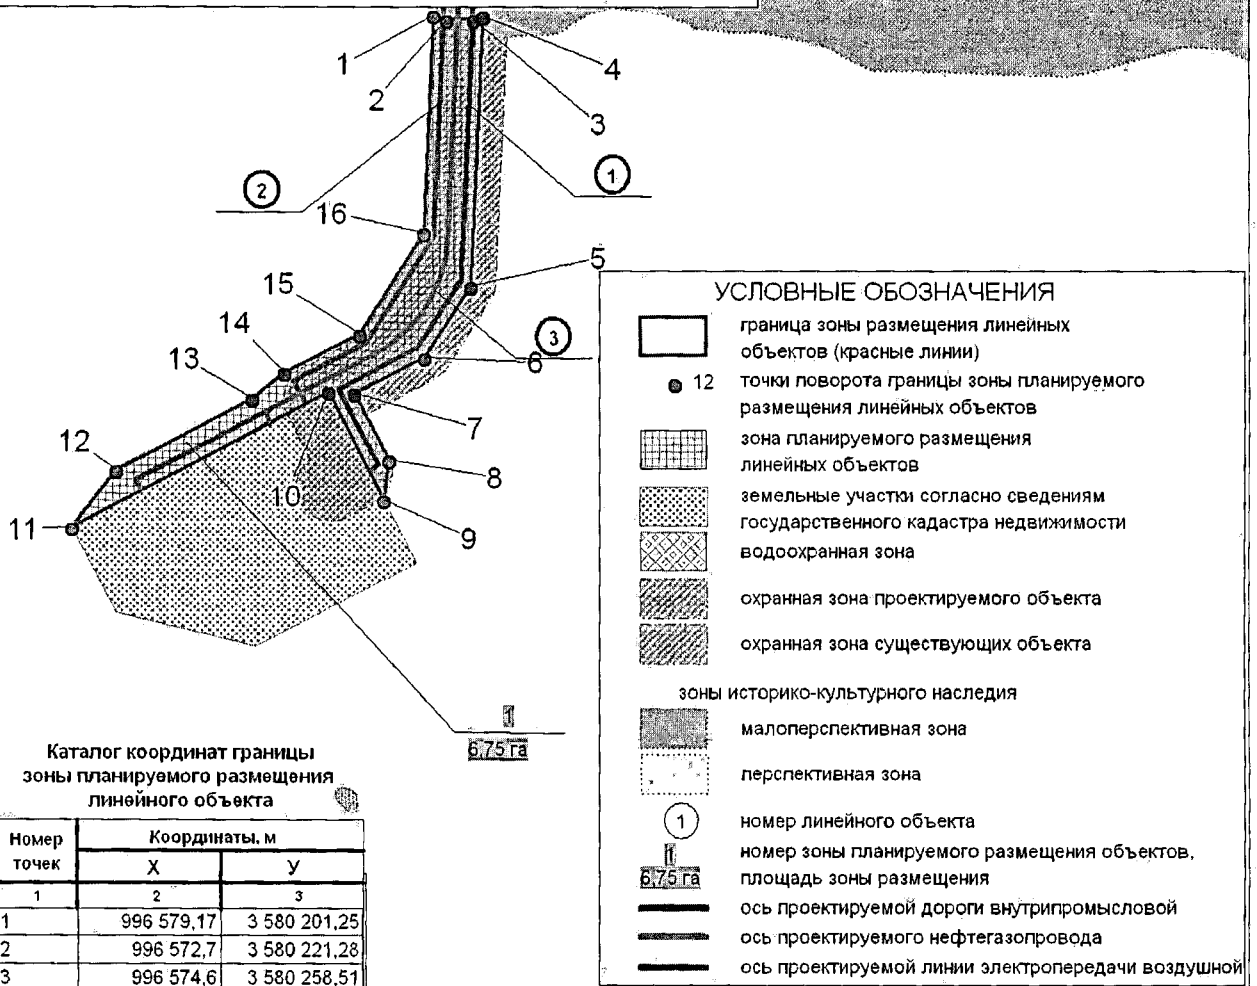 1
2
4
3
2
1
16
5
15
3
6
14
13
7
12
8
10
9
11
1
6,75 га
УСЛОВНЫЕ ОБОЗНАЧЕНИЯ
граница зоны размещения линейных
объектов (красные линии)
12 точки поворота границы зоны планируемого
размещения линейных объектов
зона планируемого размещения
линейных объектов
земельные участки согласно сведениям
государственного кадастра недвижимости
водоохранная зона
охранная зона проектируемого объекта
охранная зона существующих объекта
зоны историко-культурного наследия
малоперспективная зона
перспективная зона
1 номер линейного объекта
1 номер зоны планируемого размещения объектов,
6,75 га площадь зоны размещения
ось проектируемой дороги внутрипромысловой
ось проектируемого нефтегазопровода
ось проектируемой линии электропередачи воздушной
Каталог координат границы
зоны планируемого размещения
линейного объекта
Номер точек Координаты, м
Х У
1 2 3
1 996 579,17 3 580 201,25
2 996 572,7 3 580 221,28
3 996 574,6 3 580 258,51